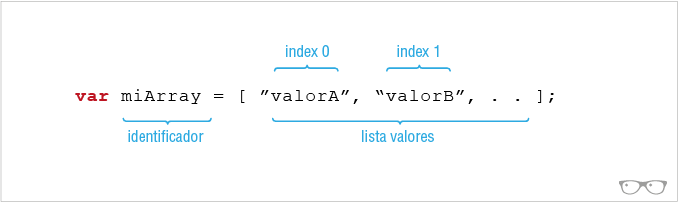 index 0 index 1
var miArray = [ ”valorA”, “valorB”, . . ];
identificador lista valores